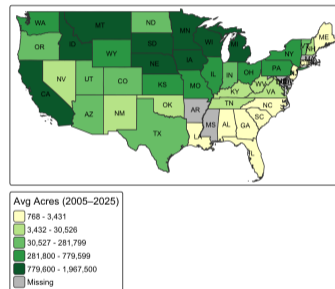 WA MT ND MN ME
OR ID SD WI MI VT NH
WY NY
NV UT CO NE IA IL IN OH PA
CA KS MO KY WV VA
AZ NM OK AR TN NC
TX LA MS AL GA SC
Avg Acres (2005–2025)
768 - 3,431
3,432 - 30,526
30,527 - 281,799
281,800 - 779,599
779,600 - 1,967,500
Missing